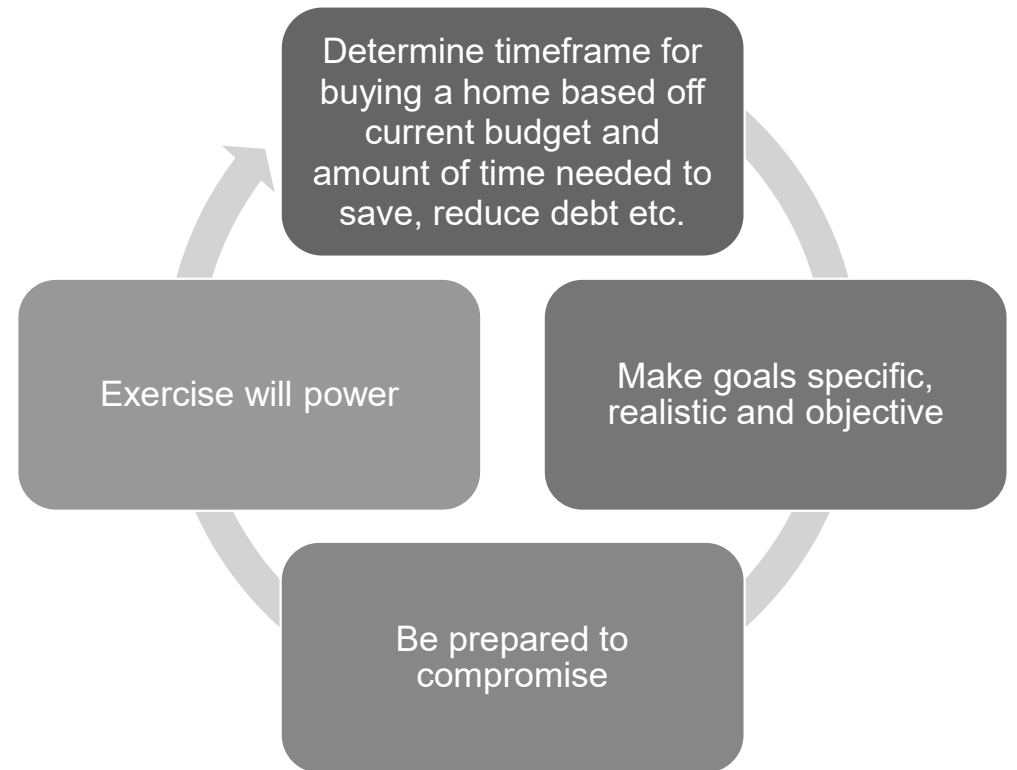 Determine timeframe for
buying a home based off
current budget and
amount of time needed to
save, reduce debt etc.
Make goals specific,
realistic and objective
Be prepared to
compromise
Exercise will power